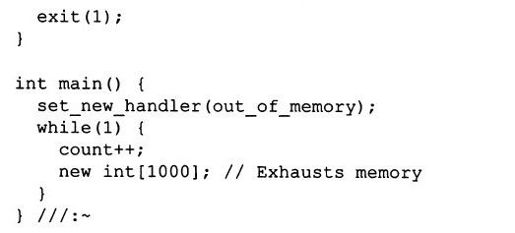 exit(1);
}

int main() {
  set_new_handler(out_of_memory);
  while(1) {
    count++;
    new int[1000]; // Exhausts memory
  }
} ///:~